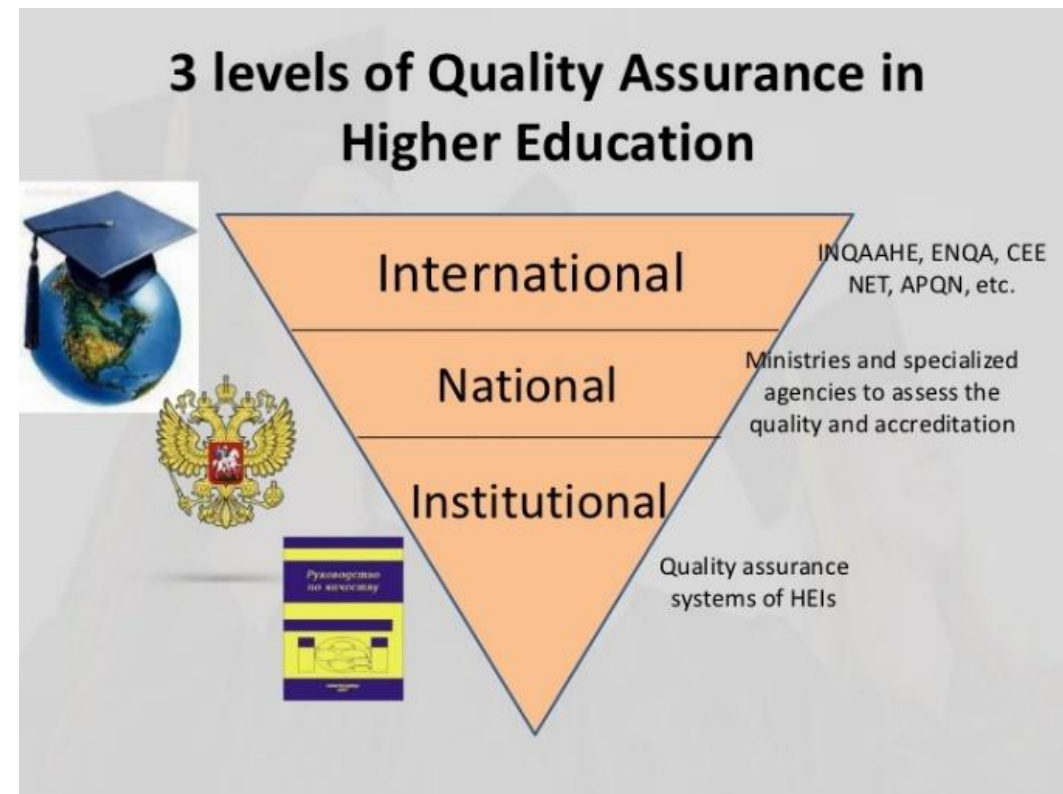 3 levels of Quality Assurance in
Higher Education
International
INQAAHE, ENQA, CEE
NET, APQN, etc.
National
Ministries and specialized
agencies to assess the
quality and accreditation
Institutional
Quality assurance
systems of HEIs
Руководство
по качеству